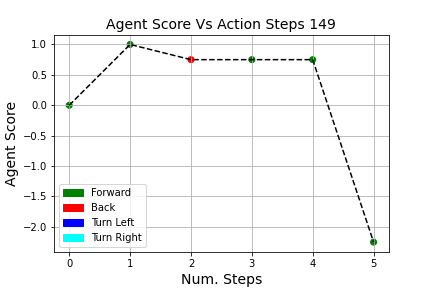 Agent Score Vs Action Steps 149
1.0
0.5
0.0
−0.5
−1.0
−1.5
−2.0
Agent Score
Forward
Back
Turn Left
Turn Right
0 1 2 3 4 5
Num. Steps